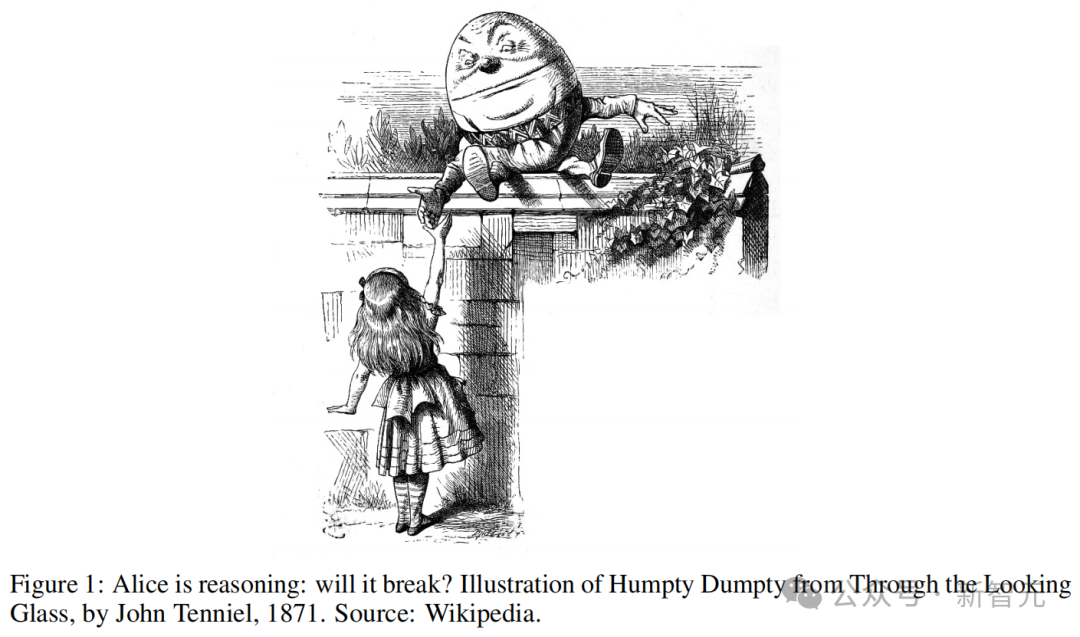 Figure 1: Alice is reasoning: will it break? Illustration of Humpty Dumpty from Through the Looking
Glass, by John Tenniel, 1871. Source: Wikipedia.
公众号 · 新智元